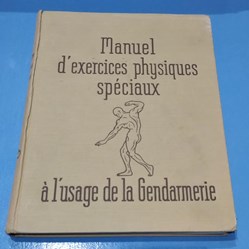 Manuel
d'exercices physiques
spéciaux
à l'usage de la Gendarmerie